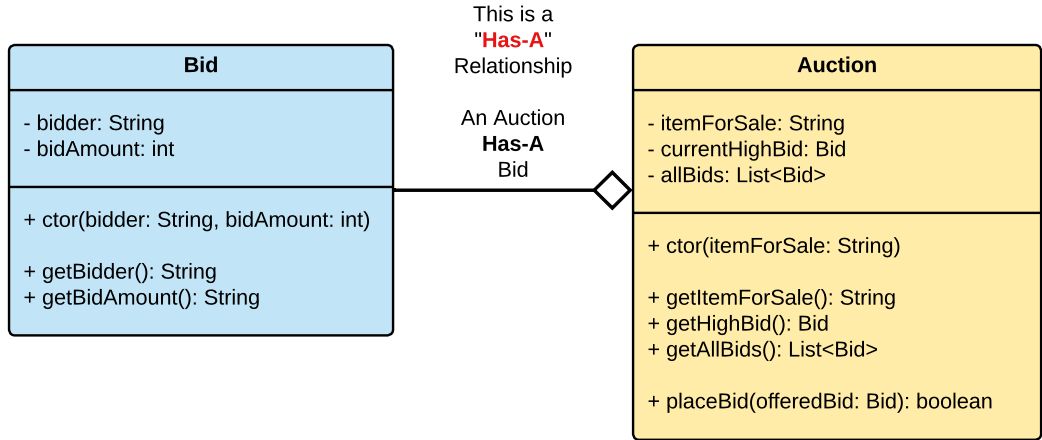 This is a
"Has-A"
Relationship
An Auction
Has-A
Bid
Bid
- bidder: String
- bidAmount: int
+ ctor(bidder: String, bidAmount: int)
+ getBidder(): String
+ getBidAmount(): String
Auction
- itemForSale: String
- currentHighBid: Bid
- allBids: List<Bid>
+ ctor(itemForSale: String)
+ getItemForSale(): String
+ getHighBid(): Bid
+ getAllBids(): List<Bid>
+ placeBid(offeredBid: Bid): boolean